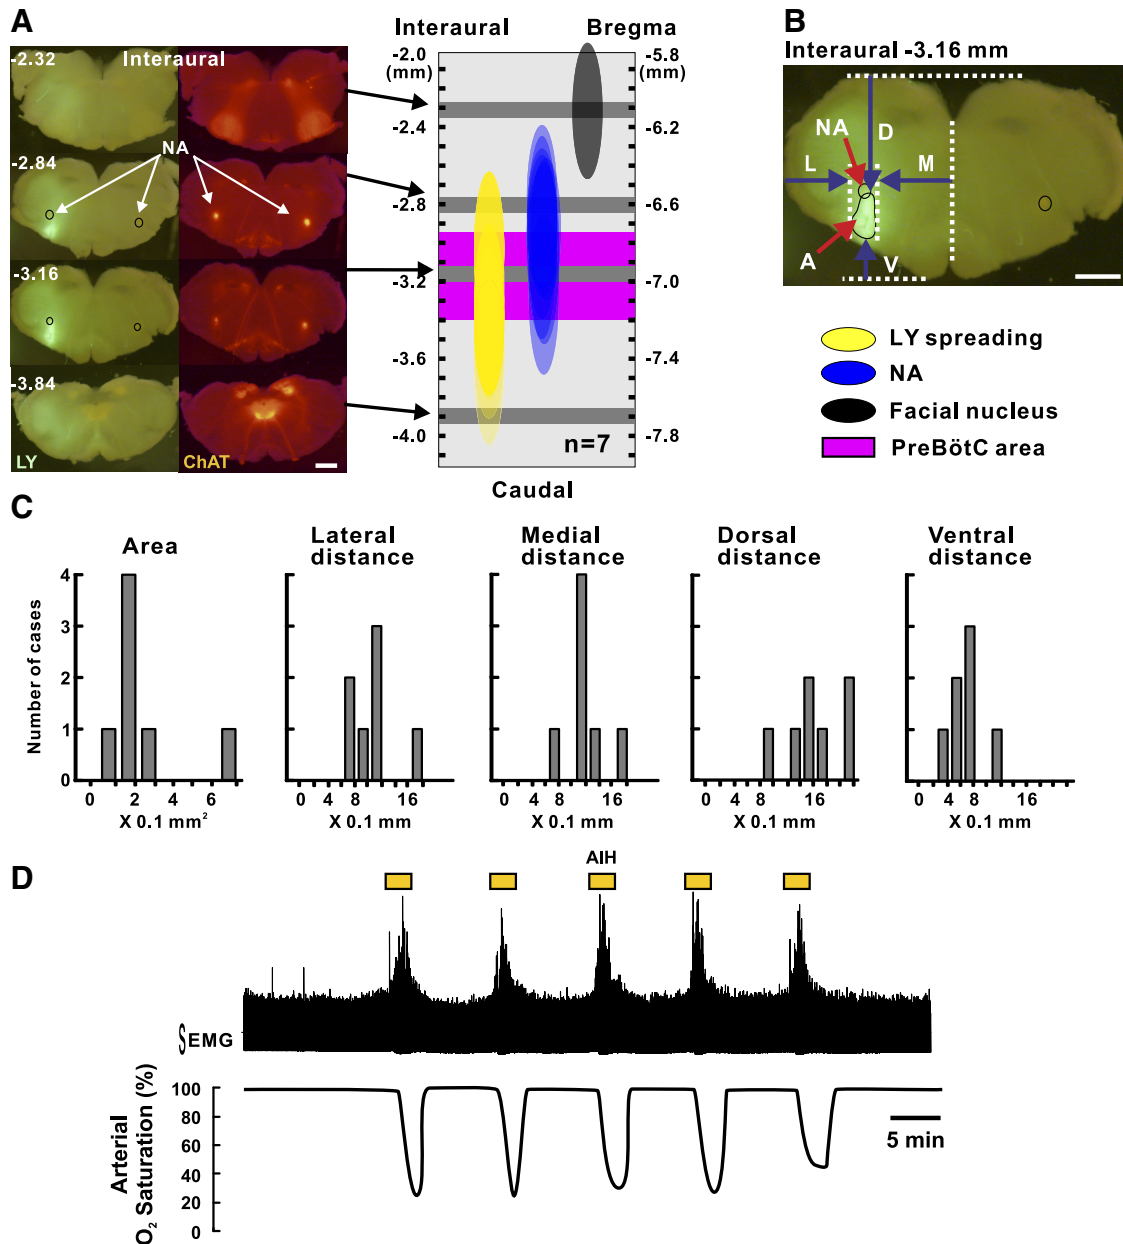 A
Interaural
Bregma
B
-2.32
Interaural
-2.84
NA
-3.16
-3.84
LY
ChAT
-2.0
(mm)
-2.4
-2.8
-3.2
-3.6
-4.0
-5.8
(mm)
-6.2
-6.6
-7.0
-7.4
-7.8
n=7
Caudal
Interaural -3.16 mm
NA
D
L
M
A
V
LY spreading
NA
Facial nucleus
PreBötC area
C
Area
Lateral
distance
Medial
distance
Dorsal
distance
Ventral
distance
Number of cases
4
3
2
1
0
0 2 4 6
X 0.1 mm²
0 4 8 16
X 0.1 mm
0 4 8 16
X 0.1 mm
0 4 8 16
X 0.1 mm
0 4 8 16
X 0.1 mm
D
AIH
∫EMG
Arterial
O₂ Saturation (%)
100
80
60
40
20
0
5 min